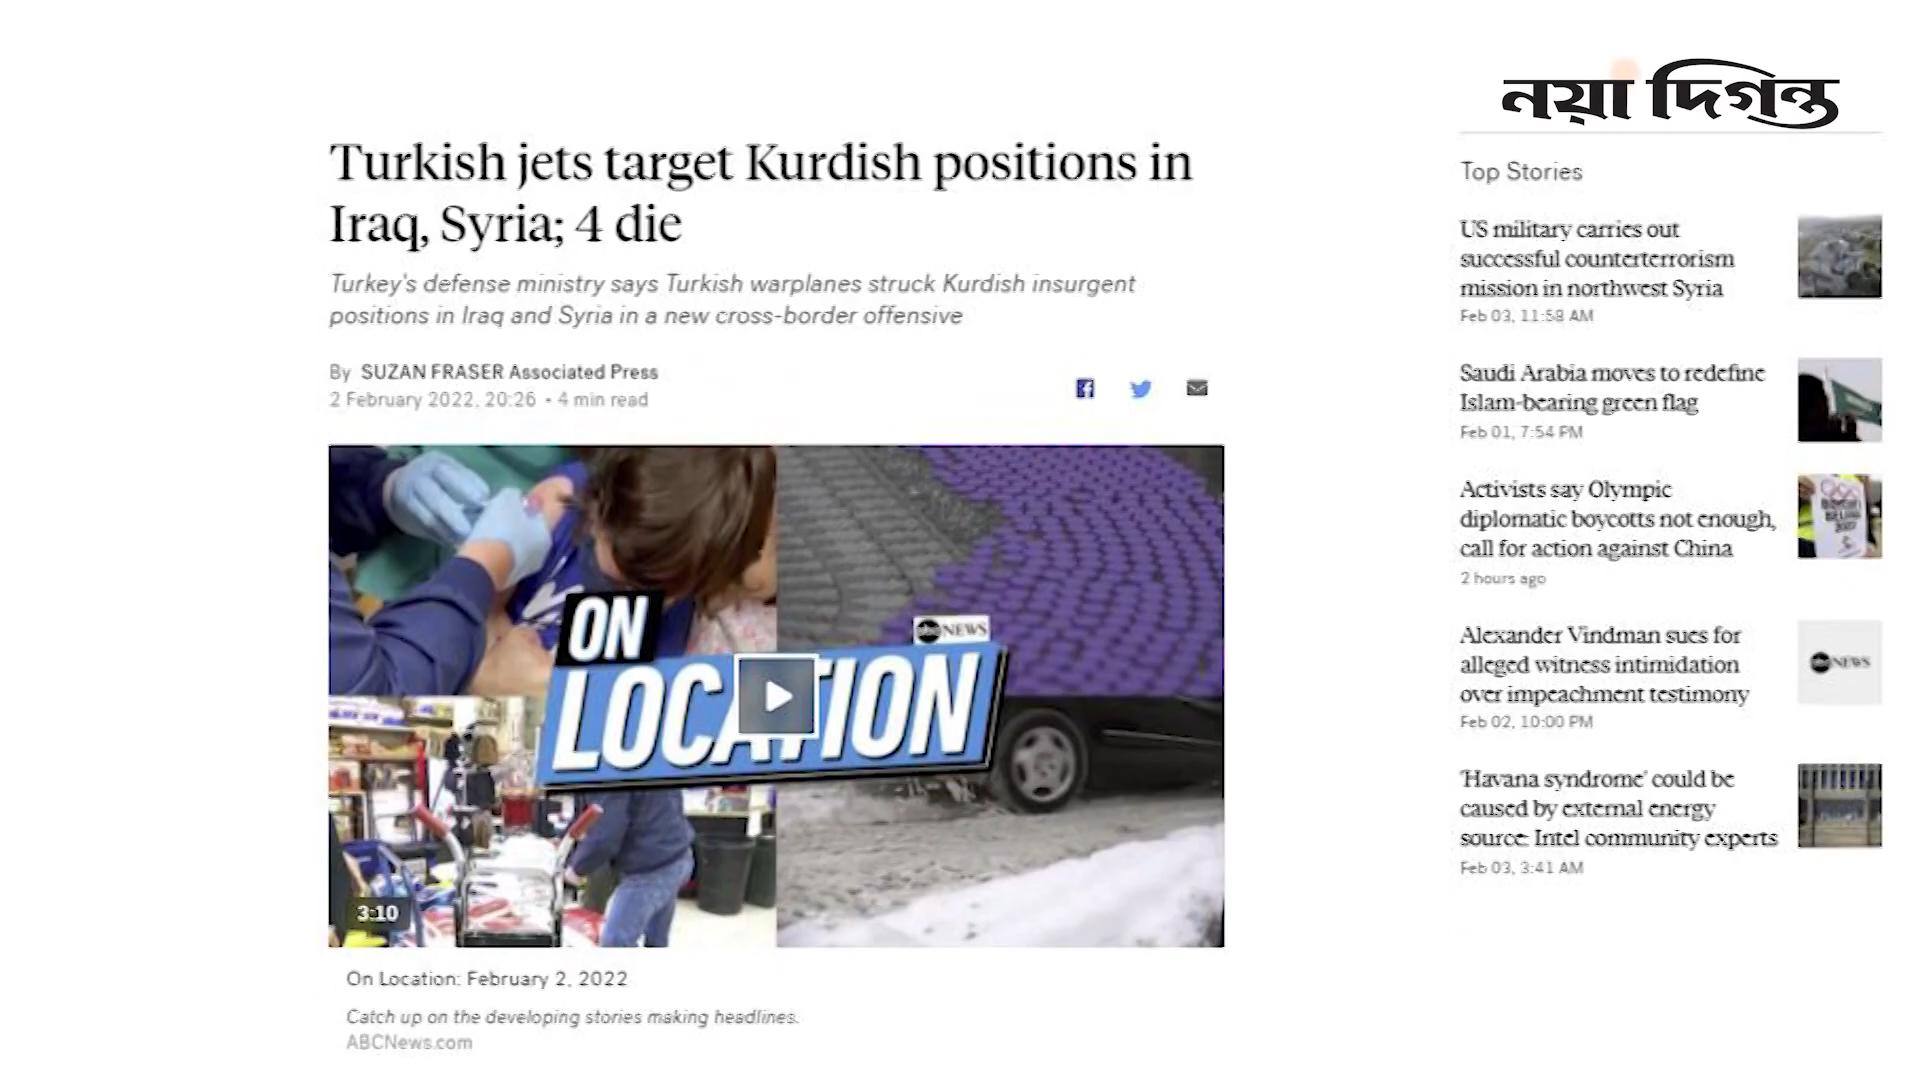 নয়া দিগন্ত
Turkish jets target Kurdish positions in
Iraq, Syria; 4 die
Turkey's defense ministry says Turkish warplanes struck Kurdish insurgent
positions in Iraq and Syria in a new cross-border offensive
By SUZAN FRASER Associated Press
2 February 2022, 20:26 • 4 min read
ON
LOCATION
abc NEWS
3:10
On Location: February 2, 2022
Catch up on the developing stories making headlines.
ABCNews.com
Top Stories
US military carries out
successful counterterrorism
mission in northwest Syria
Feb 03, 11:58 AM
Saudi Arabia moves to redefine
Islam-bearing green flag
Feb 01, 7:54 PM
Activists say Olympic
diplomatic boycotts not enough,
call for action against China
2 hours ago
Alexander Vindman sues for
alleged witness intimidation
over impeachment testimony
Feb 02, 10:00 PM
abc NEWS
'Havana syndrome' could be
caused by external energy
source: Intel community experts
Feb 03, 3:41 AM